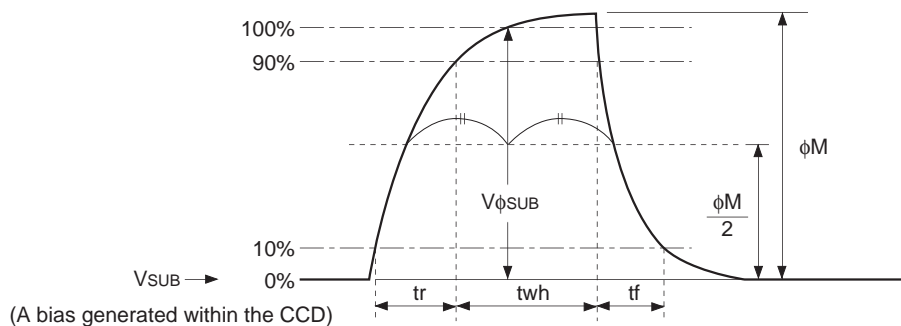 100%
90%
φM
VφSUB
φM
2
10%
VSUB
0%
tr twh tf
(A bias generated within the CCD)